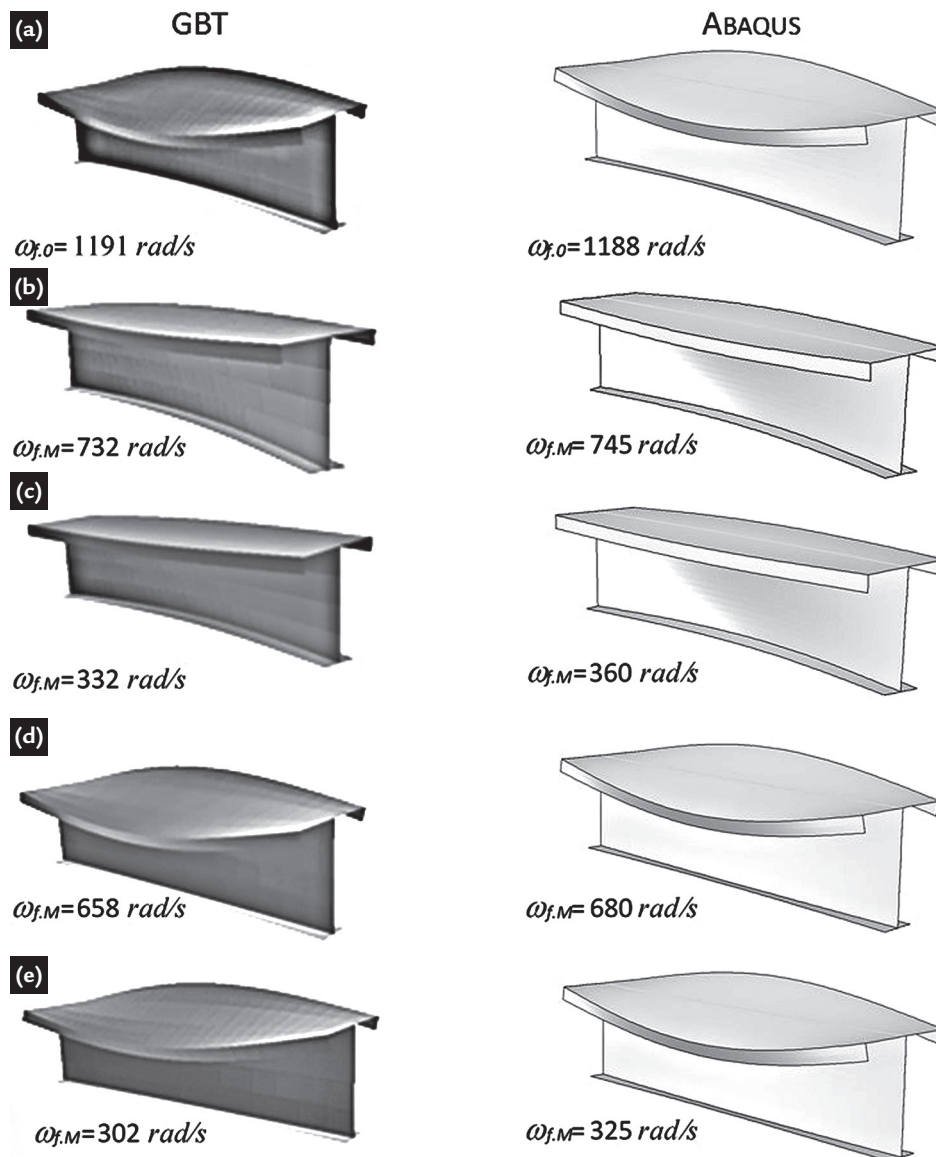 (a) GBT ABAQUS
ωf.0= 1191 rad/s ωf.0=1188 rad/s
(b)
ωf.M=732 rad/s ωf.M=745 rad/s
(c)
ωf.M=332 rad/s ωf.M=360 rad/s
(d)
ωf.M=658 rad/s ωf.M=680 rad/s
(e)
ωf.M=302 rad/s ωf.M=325 rad/s